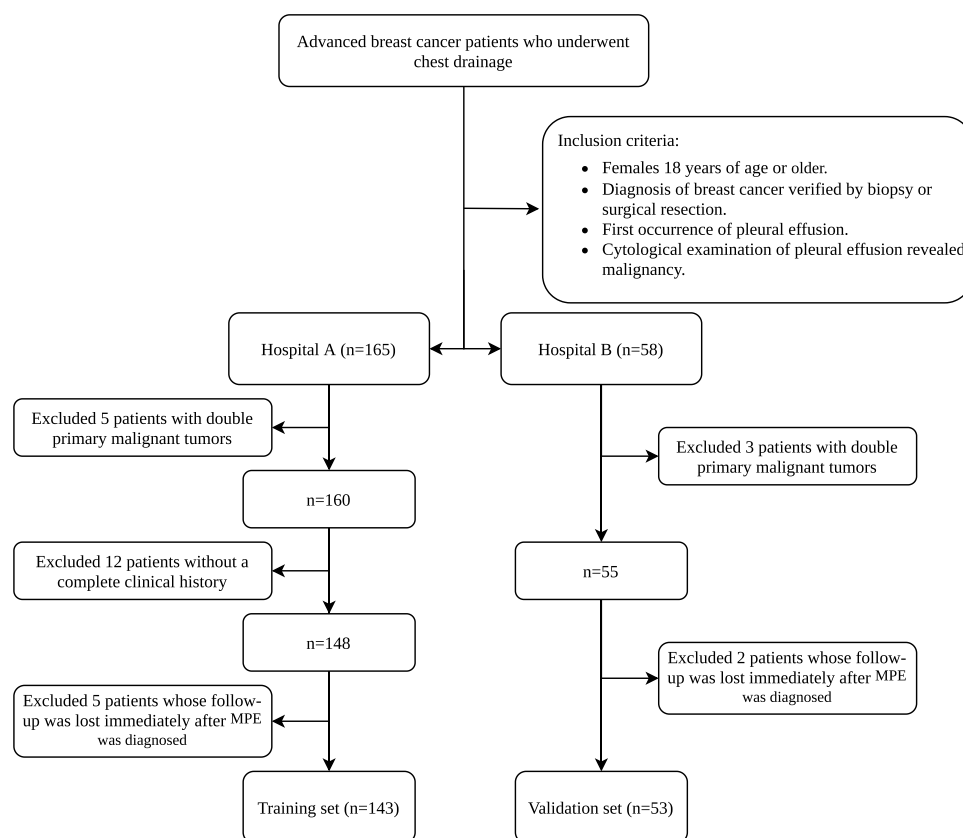 Advanced breast cancer patients who underwent
chest drainage
Inclusion criteria:
• Females 18 years of age or older.
• Diagnosis of breast cancer verified by biopsy or
surgical resection.
• First occurrence of pleural effusion.
• Cytological examination of pleural effusion revealed
malignancy.
Hospital A (n=165)
Hospital B (n=58)
Excluded 5 patients with double
primary malignant tumors
Excluded 3 patients with double
primary malignant tumors
n=160
Excluded 12 patients without a
complete clinical history
n=55
n=148
Excluded 5 patients whose follow-
up was lost immediately after MPE
was diagnosed
Excluded 2 patients whose follow-
up was lost immediately after MPE
was diagnosed
Training set (n=143)
Validation set (n=53)